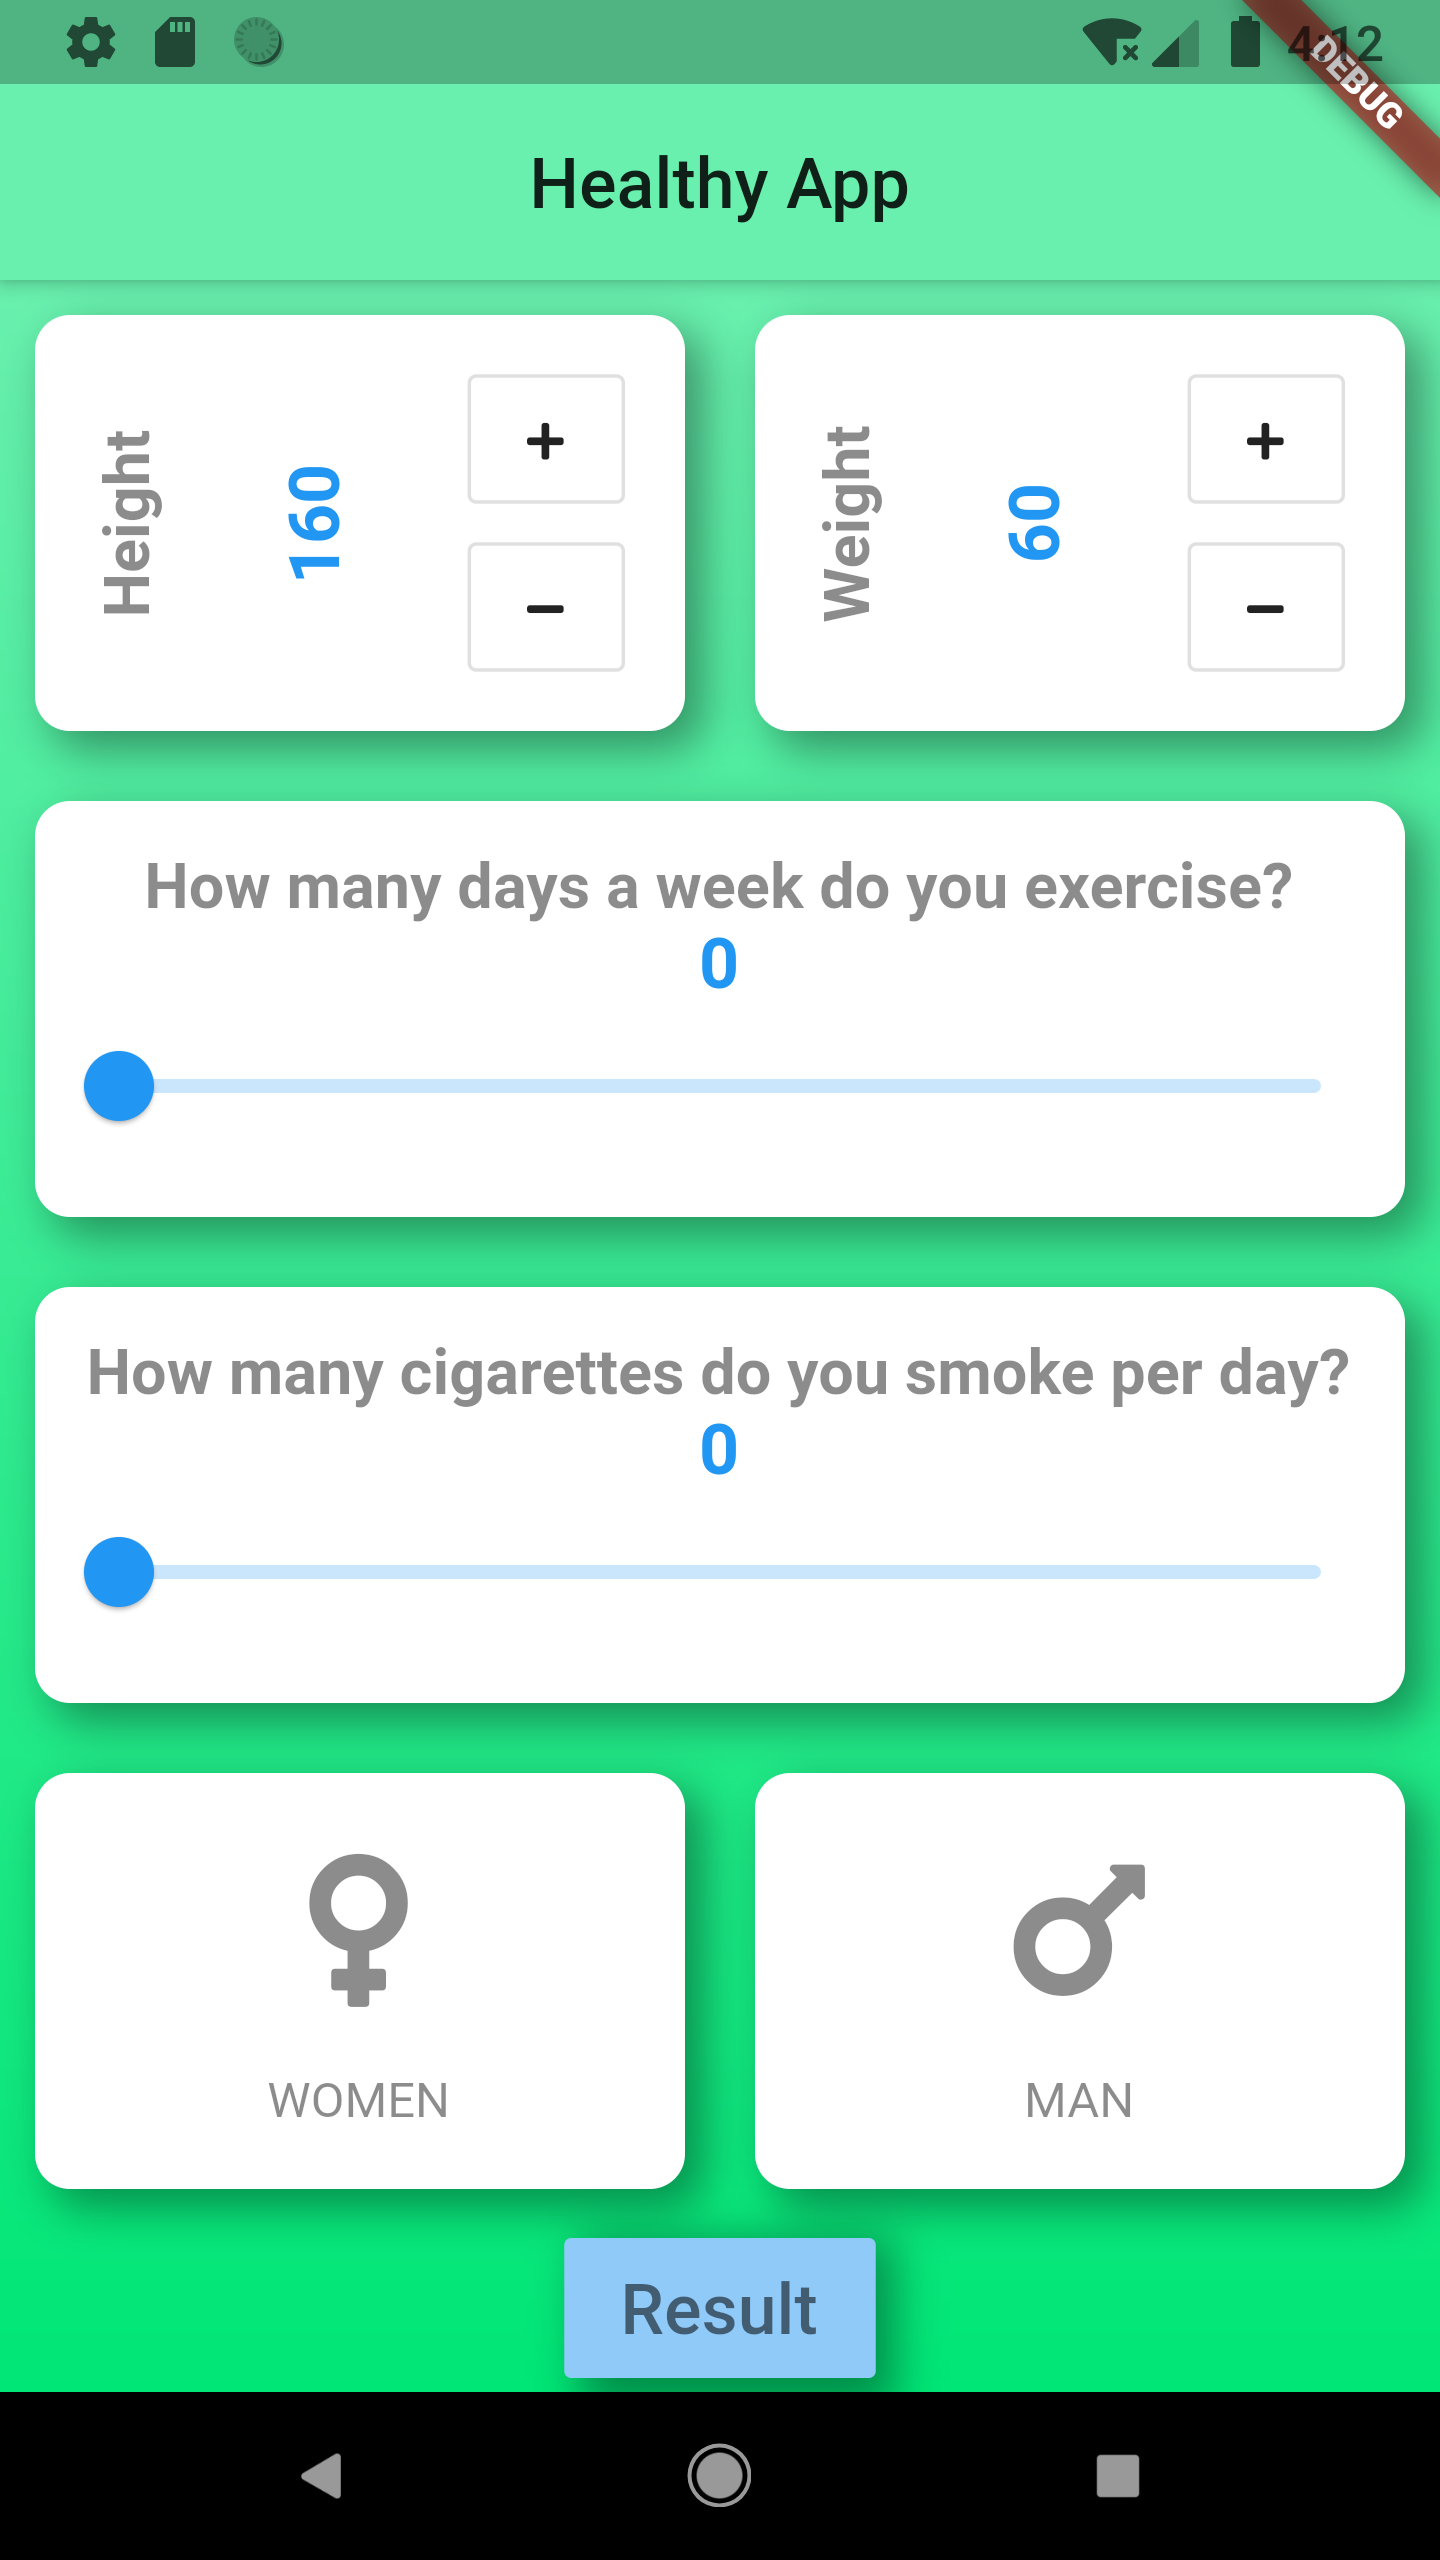 4:12
DEBUG
Healthy App
Height
160
+
−
Weight
60
+
−
How many days a week do you exercise?
0
How many cigarettes do you smoke per day?
0
WOMEN
MAN
Result